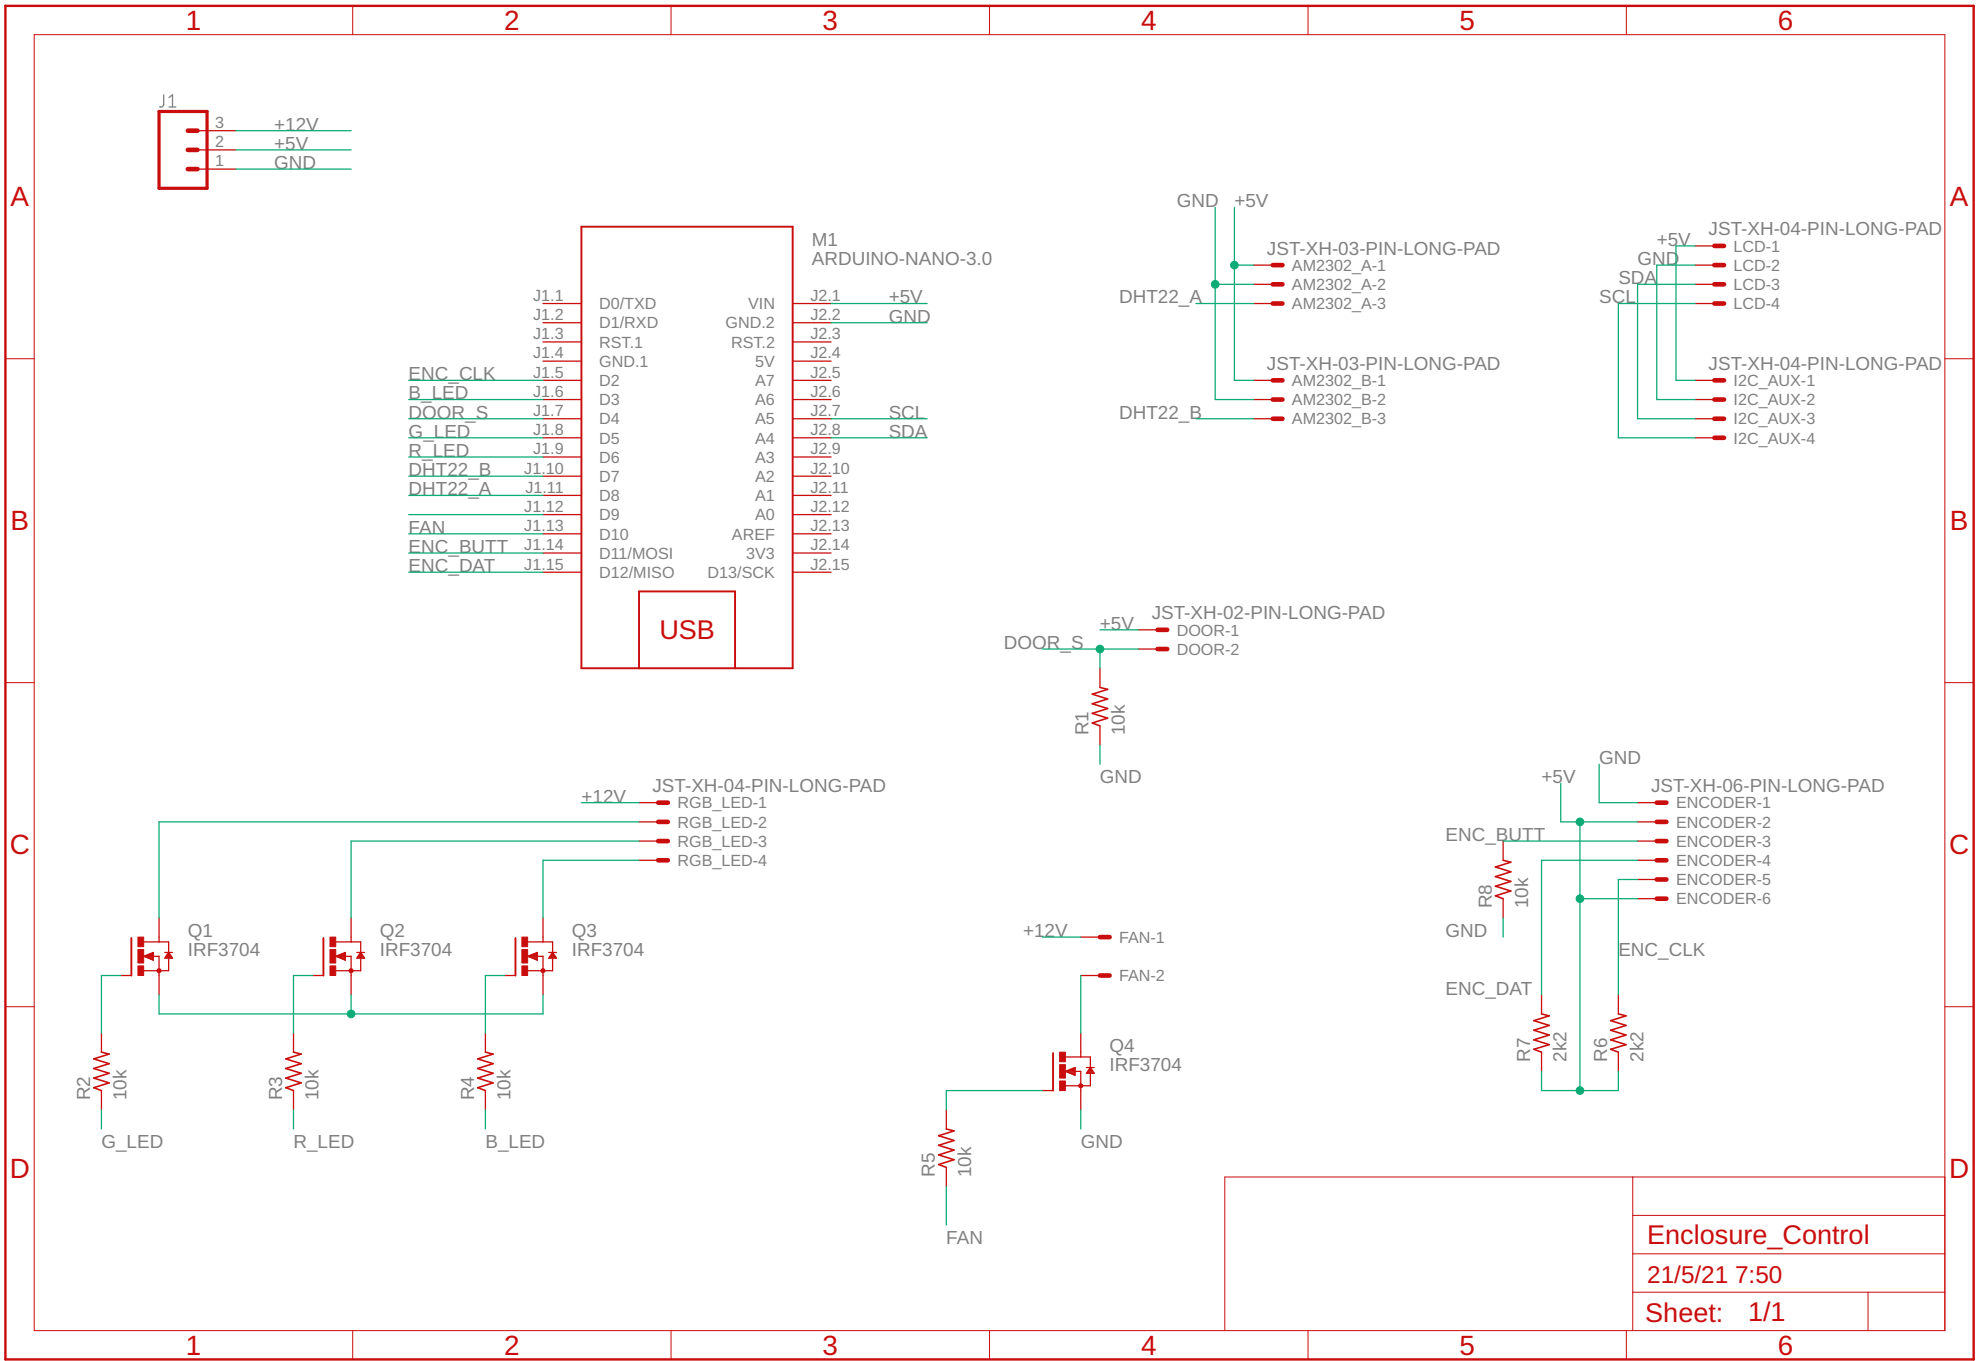 1 2 3 4 5 6
A
A
B
B
C
C
D
D
J1
3 +12V
2 +5V
1 GND
M1
ARDUINO-NANO-3.0
J1.1 D0/TXD VIN J2.1 +5V
J1.2 D1/RXD GND.2 J2.2 GND
J1.3 RST.1 RST.2 J2.3
J1.4 GND.1 5V J2.4
ENC_CLK J1.5 D2 A7 J2.5
B_LED J1.6 D3 A6 J2.6
DOOR_S J1.7 D4 A5 J2.7 SCL
G_LED J1.8 D5 A4 J2.8 SDA
R_LED J1.9 D6 A3 J2.9
DHT22_B J1.10 D7 A2 J2.10
DHT22_A J1.11 D8 A1 J2.11
J1.12 D9 A0 J2.12
FAN J1.13 D10 AREF J2.13
ENC_BUTT J1.14 D11/MOSI 3V3 J2.14
ENC_DAT J1.15 D12/MISO D13/SCK J2.15
USB
GND +5V
JST-XH-03-PIN-LONG-PAD
AM2302_A-1
AM2302_A-2
DHT22_A AM2302_A-3
JST-XH-03-PIN-LONG-PAD
AM2302_B-1
AM2302_B-2
DHT22_B AM2302_B-3
JST-XH-04-PIN-LONG-PAD
+5V LCD-1
GND LCD-2
SDA LCD-3
SCL LCD-4
JST-XH-04-PIN-LONG-PAD
I2C_AUX-1
I2C_AUX-2
I2C_AUX-3
I2C_AUX-4
JST-XH-02-PIN-LONG-PAD
+5V DOOR-1
DOOR_S DOOR-2
R1 10k
GND
JST-XH-04-PIN-LONG-PAD
+12V RGB_LED-1
RGB_LED-2
RGB_LED-3
RGB_LED-4
Q1
IRF3704
Q2
IRF3704
Q3
IRF3704
R2 10k
R3 10k
R4 10k
G_LED
R_LED
B_LED
+12V FAN-1
FAN-2
Q4
IRF3704
GND
R5 10k
FAN
GND
+5V
JST-XH-06-PIN-LONG-PAD
ENCODER-1
ENCODER-2
ENC_BUTT ENCODER-3
ENCODER-4
ENCODER-5
ENCODER-6
R8 10k
GND
ENC_CLK
ENC_DAT
R7 2k2
R6 2k2
Enclosure_Control
21/5/21 7:50
Sheet: 1/1
1 2 3 4 5 6